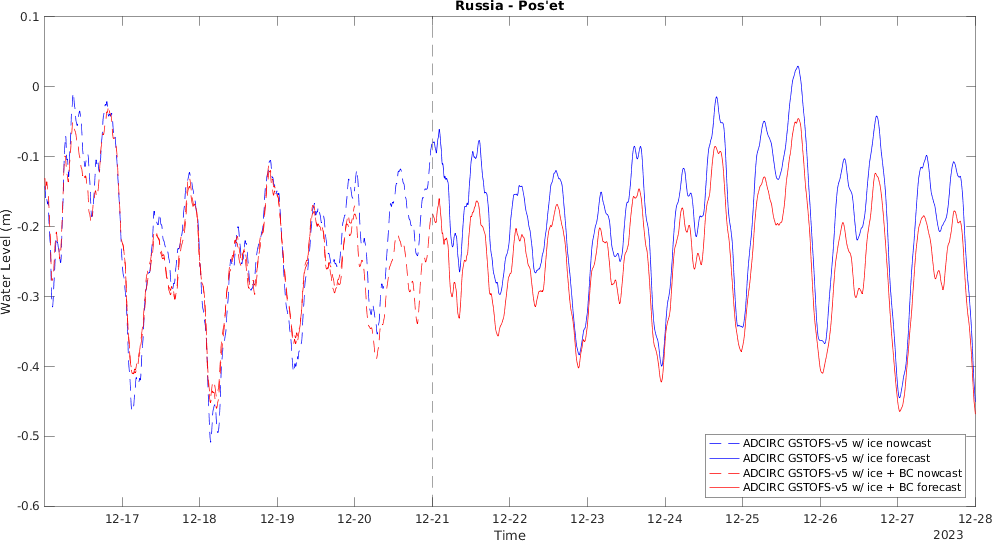 Russia - Pos'et
0.1
0
-0.1
-0.2
-0.3
-0.4
-0.5
-0.6
Water Level (m)
ADCIRC GSTOFS-v5 w/ ice nowcast
ADCIRC GSTOFS-v5 w/ ice forecast
ADCIRC GSTOFS-v5 w/ ice + BC nowcast
ADCIRC GSTOFS-v5 w/ ice + BC forecast
12-17 12-18 12-19 12-20 12-21 12-22 12-23 12-24 12-25 12-26 12-27 12-28
Time
2023